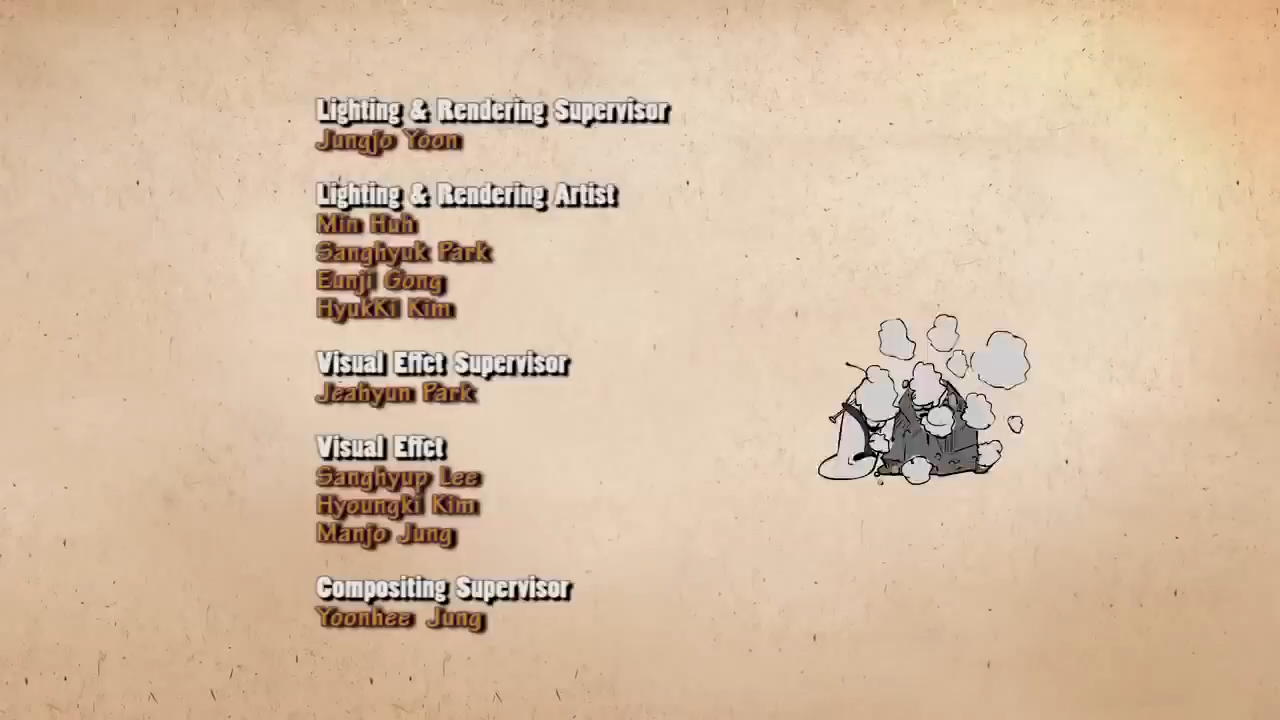 Lighting & Rendering Supervisor
Jungjo Yoon
Lighting & Rendering Artist
Min Huh
Sanghyuk Park
Eunji Gong
HyukKi Kim
Visual Effct Supervisor
Jeahyun Park
Visual Effct
Sanghyup Lee
Hyoungki Kim
Manjo Jung
Compositing Supervisor
Yoonhee Jung